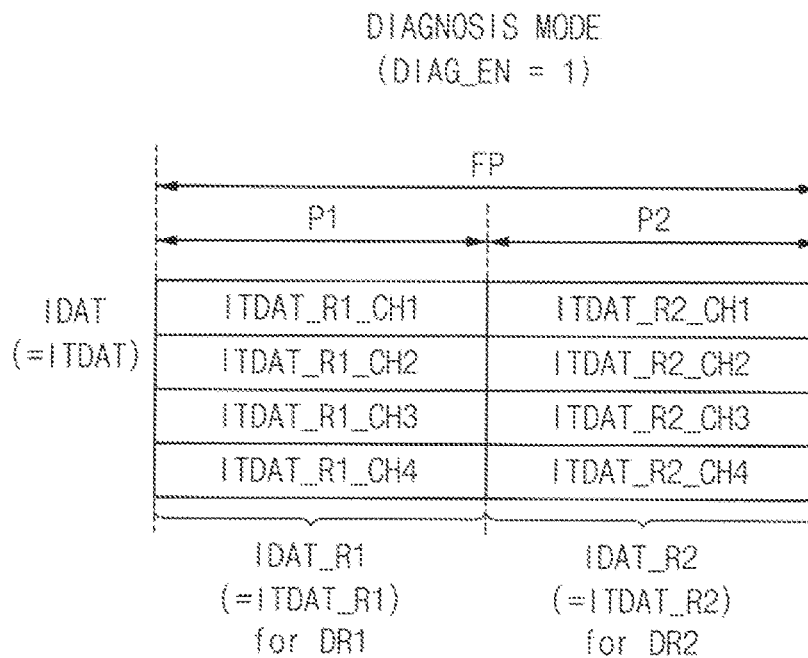 DIAGNOSIS MODE
(DIAG_EN = 1)
FP
P1 P2
IDAT
(=ITDAT)
ITDAT_R1_CH1 ITDAT_R2_CH1
ITDAT_R1_CH2 ITDAT_R2_CH2
ITDAT_R1_CH3 ITDAT_R2_CH3
ITDAT_R1_CH4 ITDAT_R2_CH4
IDAT_R1 IDAT_R2
(=ITDAT_R1) (=ITDAT_R2)
for DR1 for DR2